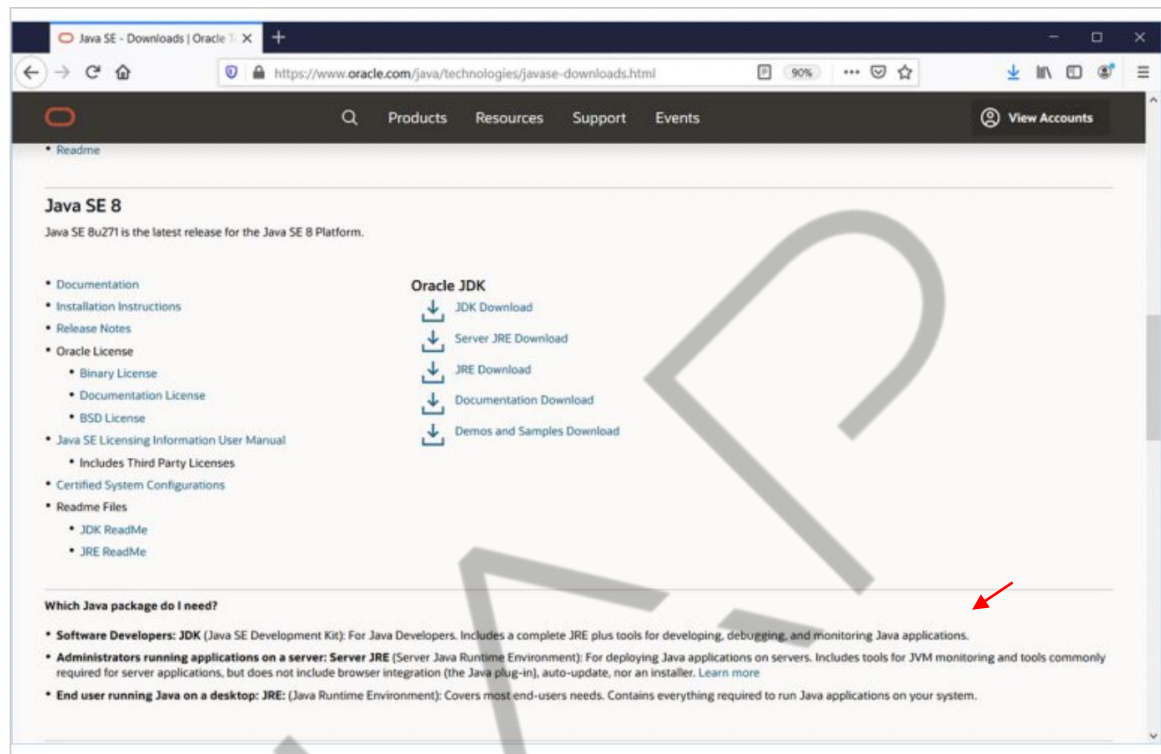 Java SE - Downloads | Oracle T
https://www.oracle.com/java/technologies/javase-downloads.html
90%
Products Resources Support Events
View Accounts
• Readme
Java SE 8
Java SE 8u271 is the latest release for the Java SE 8 Platform.
• Documentation
• Installation Instructions
• Release Notes
• Oracle License
• Binary License
• Documentation License
• BSD License
• Java SE Licensing Information User Manual
• Includes Third Party Licenses
• Certified System Configurations
• Readme Files
• JDK ReadMe
• JRE ReadMe
Oracle JDK
JDK Download
Server JRE Download
JRE Download
Documentation Download
Demos and Samples Download
Which Java package do I need?
• Software Developers: JDK (Java SE Development Kit): For Java Developers. Includes a complete JRE plus tools for developing, debugging, and monitoring Java applications.
• Administrators running applications on a server: Server JRE (Server Java Runtime Environment): For deploying Java applications on servers. Includes tools for JVM monitoring and tools commonly
required for server applications, but does not include browser integration (the Java plug-in), auto-update, nor an installer. Learn more
• End user running Java on a desktop: JRE: (Java Runtime Environment): Covers most end-users needs. Contains everything required to run Java applications on your system.